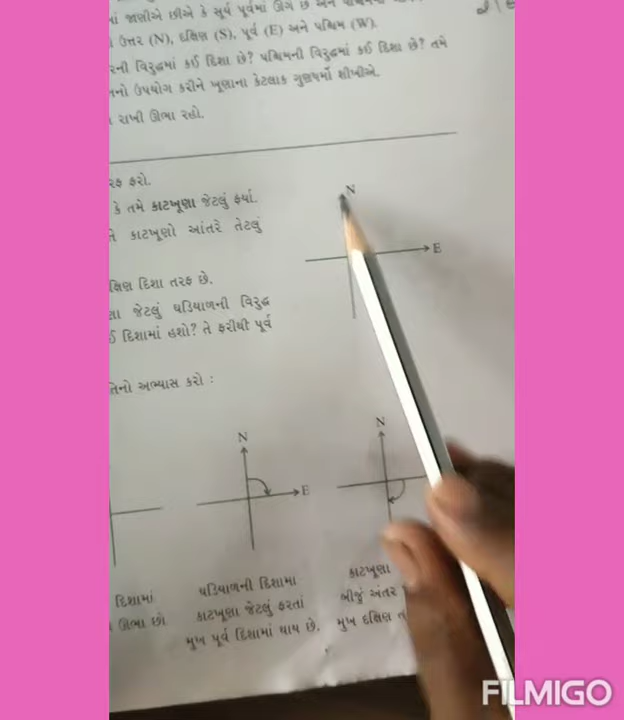 જાણીએ છીએ કે સૂર્ય પૂર્વમાં ઊગે છે અને
ઉત્તર (N), દક્ષિણ (S), પૂર્વ (E) અને પશ્ચિમ (W).
વિરુદ્ધમાં કઈ દિશા છે? પશ્ચિમની વિરુદ્ધમાં કઈ દિશા છે? તમે
ઉપયોગ કરીને ખૂણાના કેટલાક ગુણધર્મો શીખીએ.
રાખી ઊભા રહો.
ફરો.
કે તમે કાટખૂણા જેટલું ફર્યા.
કાટખૂણો આંતરે તેટલું
દિશા તરફ છે.
જેટલું ઘડિયાળની વિરુદ્ધ
દિશામાં હશો? તે ફરીથી પૂર્વ
અભ્યાસ કરો :
N
E
N
E
N
દિશામાં
ઊભા છો
ઘડિયાળની દિશામાં
કાટખૂણા જેટલું ફરતાં
મુખ પૂર્વ દિશામાં થાય છે.
કાટખૂણા
બીજું અંતર
મુખ દક્ષિણ
FILMIGO